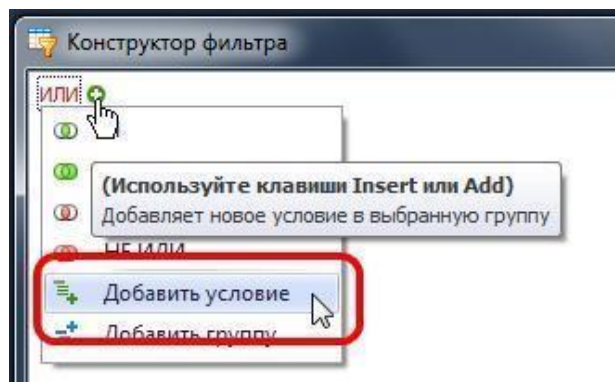 Конструктор фильтра
ИЛИ
(Используйте клавиши Insert или Add)
Добавляет новое условие в выбранную группу
НЕ ИЛИ
Добавить условие
Добавить группу